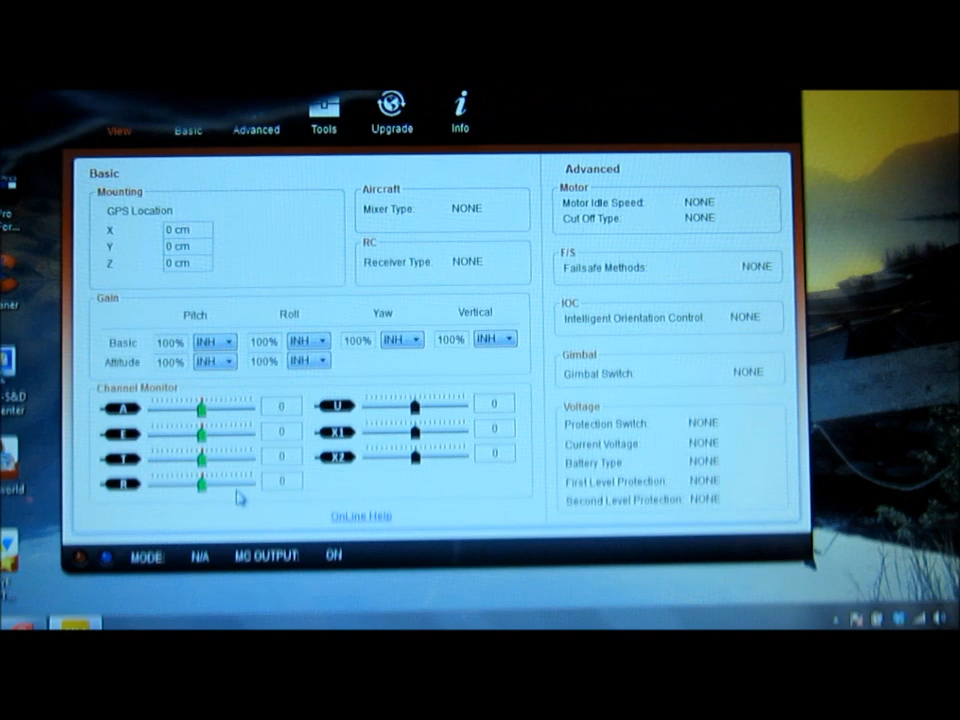 View Basic Advanced Tools Upgrade Info
Basic
Mounting
GPS Location
X 0 cm
Y 0 cm
Z 0 cm
Aircraft
Mixer Type: NONE
RC
Receiver Type: NONE
Gain
Pitch Roll Yaw Vertical
Basic 100% INH 100% INH 100% INH 100% INH
Attitude 100% INH 100% INH
Channel Monitor
A 0 U 0
E 0 X1 0
T 0 X2 0
R 0
OnLine Help
Advanced
Motor
Motor Idle Speed: NONE
Cut Off Type: NONE
F/S
Failsafe Methods: NONE
IOC
Intelligent Orientation Control: NONE
Gimbal
Gimbal Switch: NONE
Voltage
Protection Switch: NONE
Current Voltage: NONE
Battery Type: NONE
First Level Protection: NONE
Second Level Protection: NONE
MODE: N/A MC OUTPUT: ON